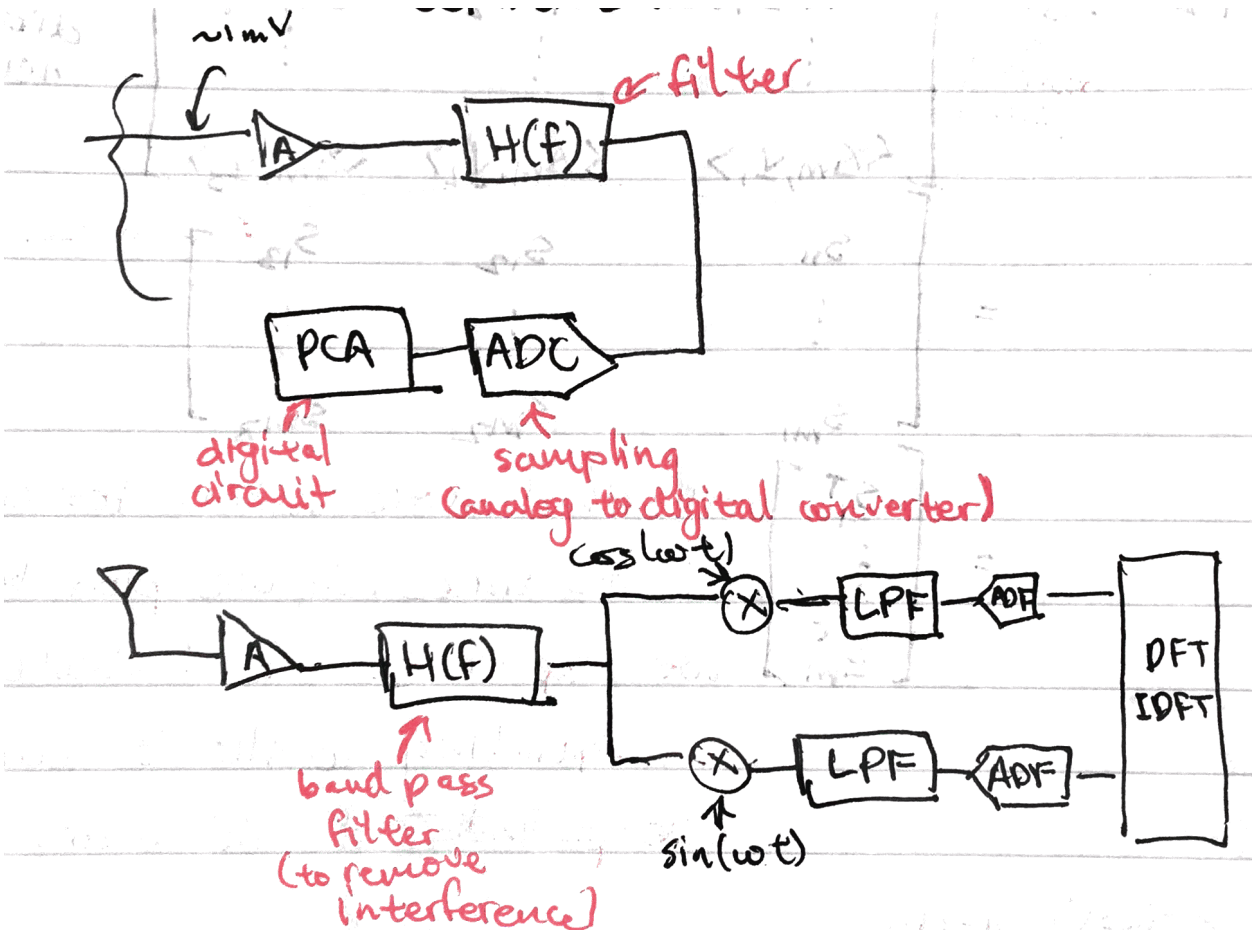 ~1mV
filter
A
H(f)
PCA
ADC
digital
circuit
sampling
(analog to digital converter)
cos(ωt)
X
LPF
ADF
A
H(f)
DFT
IDFT
X
LPF
ADF
band pass
filter
(to remove
interference)
sin(ωt)